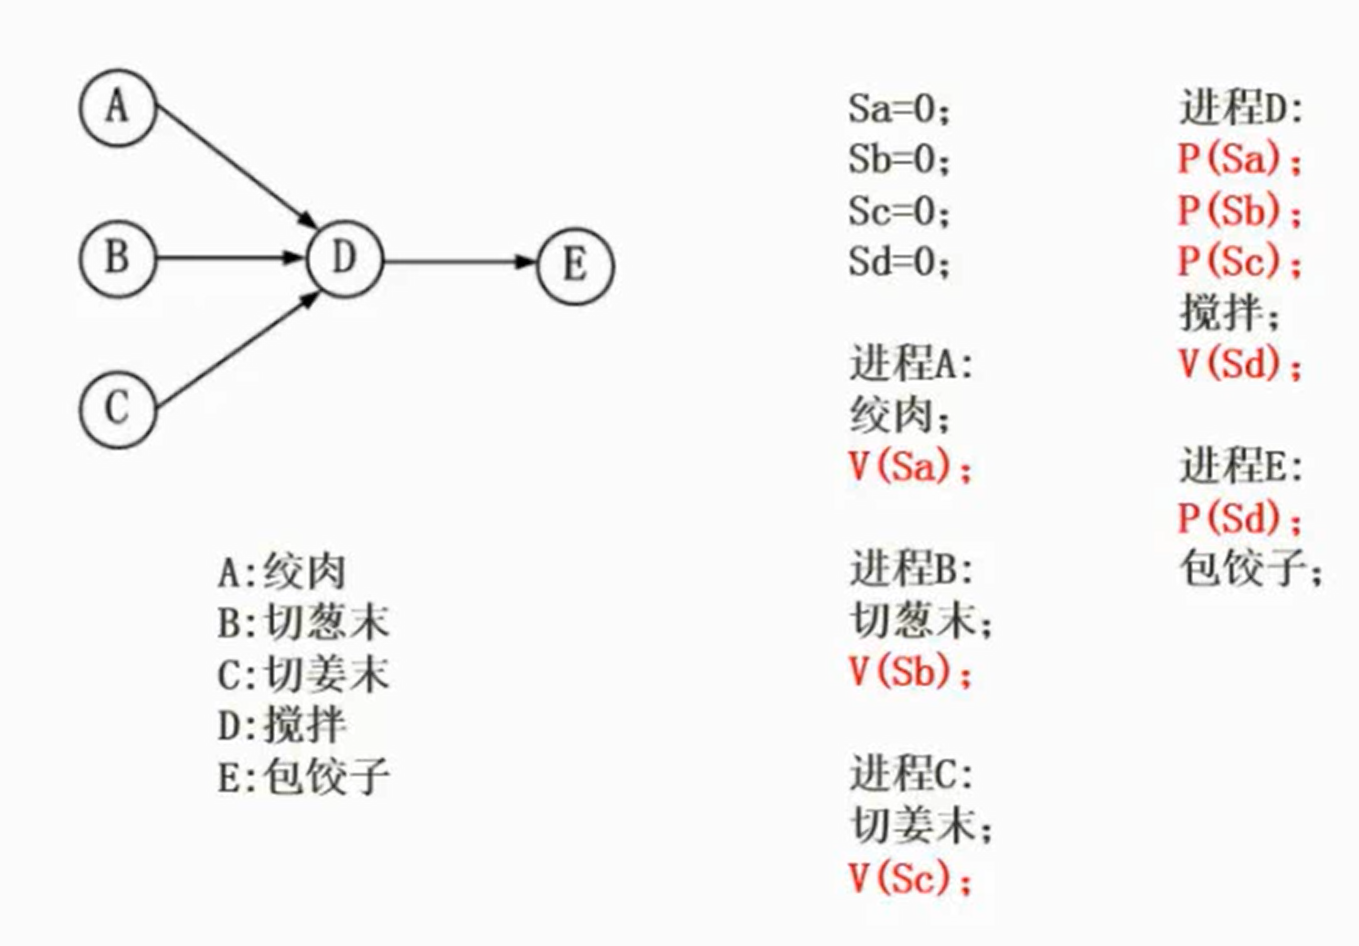 A
B
C
D
E
A:绞肉
B:切葱末
C:切姜末
D:搅拌
E:包饺子
Sa=0;
Sb=0;
Sc=0;
Sd=0;
进程A:
绞肉;
V(Sa);
进程B:
切葱末;
V(Sb);
进程C:
切姜末;
V(Sc);
进程D:
P(Sa);
P(Sb);
P(Sc);
搅拌;
V(Sd);
进程E:
P(Sd);
包饺子;